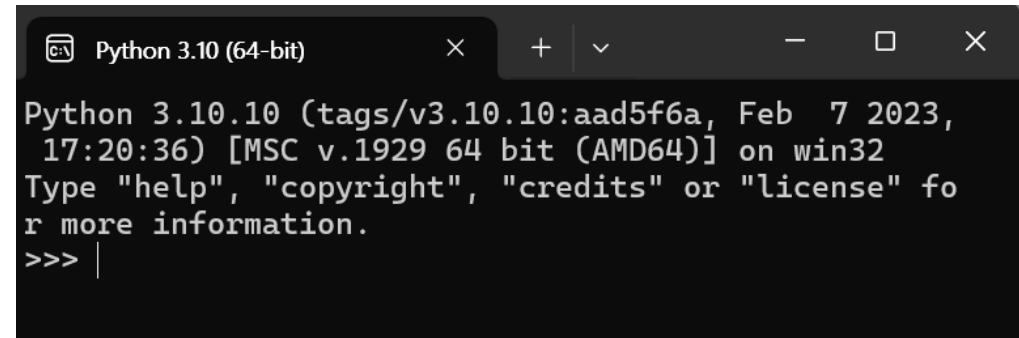 Python 3.10 (64-bit)
Python 3.10.10 (tags/v3.10.10:aad5f6a, Feb  7 2023,
 17:20:36) [MSC v.1929 64 bit (AMD64)] on win32
Type "help", "copyright", "credits" or "license" fo
r more information.
>>>